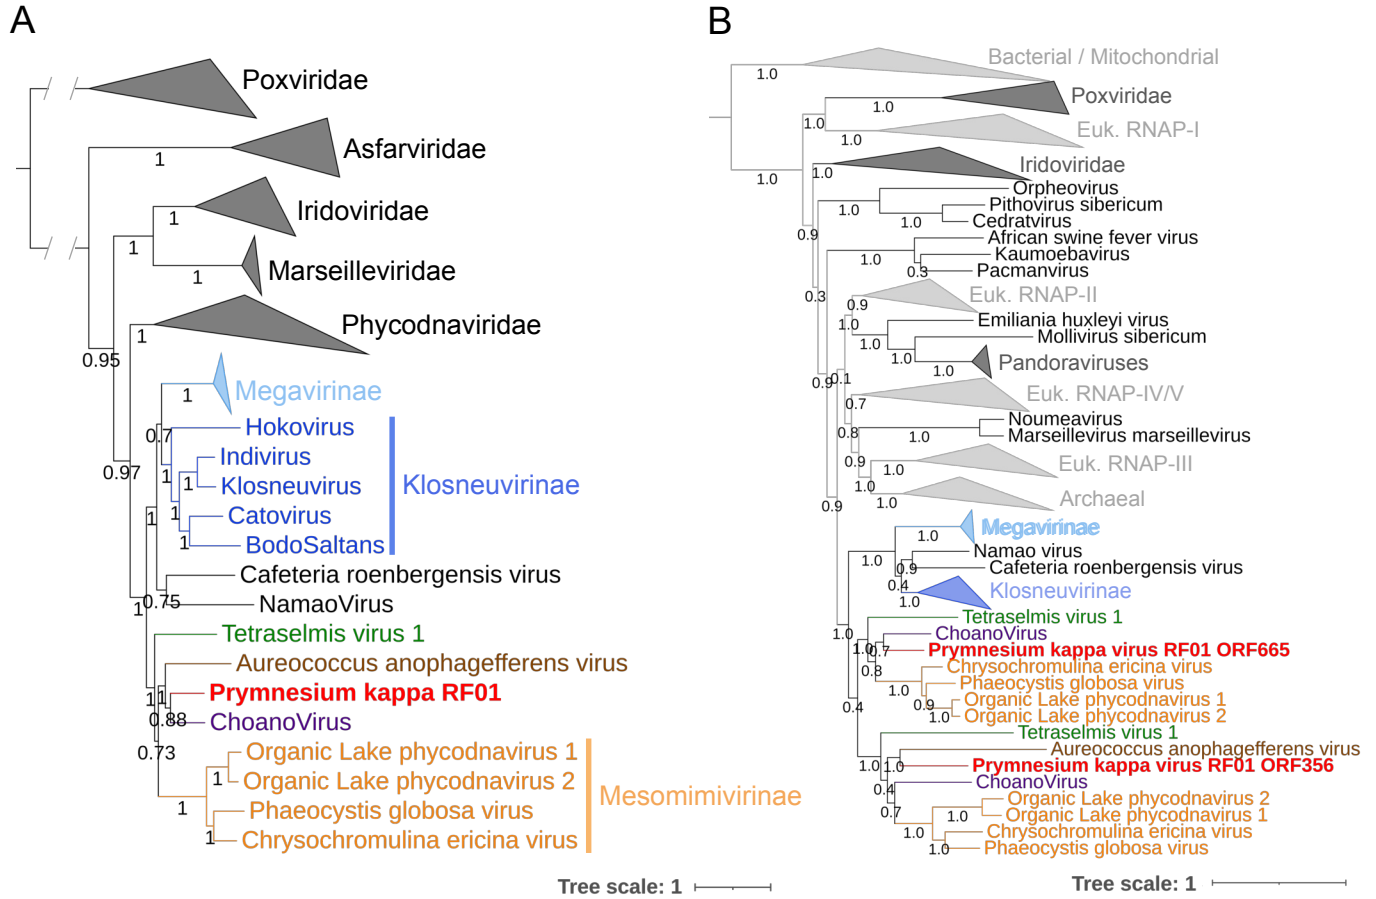 A
Poxviridae
Asfarviridae
1
Iridoviridae
1
1
Marseilleviridae
1
Phycodnaviridae
1
0.95
Megavirinae
1
Hokovirus
0.7
Indivirus
0.97
1
1
Klosneuvirus
Klosneuvirinae
Catovirus
1
1
BodoSaltans
1
Cafeteria roenbergensis virus
NamaoVirus
1
0.75
Tetraselmis virus 1
Aureococcus anophagefferens virus
Prymnesium kappa RF01
1
1
ChoanoVirus
0.88
0.73
Organic Lake phycodnavirus 1
Organic Lake phycodnavirus 2
1
Mesomimivirinae
Phaeocystis globosa virus
1
Chrysochromulina ericina virus
1
Tree scale: 1
B
Bacterial / Mitochondrial
1.0
Poxviridae
1.0
1.0
Euk. RNAP-I
1.0
Iridoviridae
1.0
1.0
Orpheovirus
Pithovirus sibericum
1.0
Cedratvirus
1.0
0.9
African swine fever virus
Kaumoebavirus
1.0
Pacmanvirus
0.3
0.3
Euk. RNAP-II
0.9
Emiliania huxleyi virus
1.0
Mollivirus sibericum
1.0
1.0
Pandoraviruses
1.0
0.9
0.1
Euk. RNAP-IV/V
0.7
Noumeavirus
0.8
Marseillevirus marseillevirus
1.0
Euk. RNAP-III
0.9
1.0
1.0
Archaeal
1.0
0.9
Megavirinae
1.0
Namao virus
1.0
Cafeteria roenbergensis virus
0.9
0.4
Klosneuvirinae
1.0
Tetraselmis virus 1
1.0
ChoanoVirus
1.0
0.7
Prymnesium kappa virus RF01 ORF665
Chrysochromulina ericina virus
0.8
Phaeocystis globosa virus
1.0
Organic Lake phycodnavirus 1
0.9
0.4
Organic Lake phycodnavirus 2
1.0
Tetraselmis virus 1
Aureococcus anophagefferens virus
1.0
1.0
Prymnesium kappa virus RF01 ORF356
ChoanoVirus
0.4
Organic Lake phycodnavirus 2
0.7
Organic Lake phycodnavirus 1
1.0
1.0
Chrysochromulina ericina virus
Phaeocystis globosa virus
1.0
Tree scale: 1